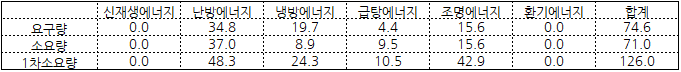 신재생에너지 난방에너지 냉방에너지 급탕에너지 조명에너지 환기에너지 합계
요구량 0.0 34.8 19.7 4.4 15.6 0.0 74.6
소요량 0.0 37.0 8.9 9.5 15.6 0.0 71.0
1차소요량 0.0 48.3 24.3 10.5 42.9 0.0 126.0